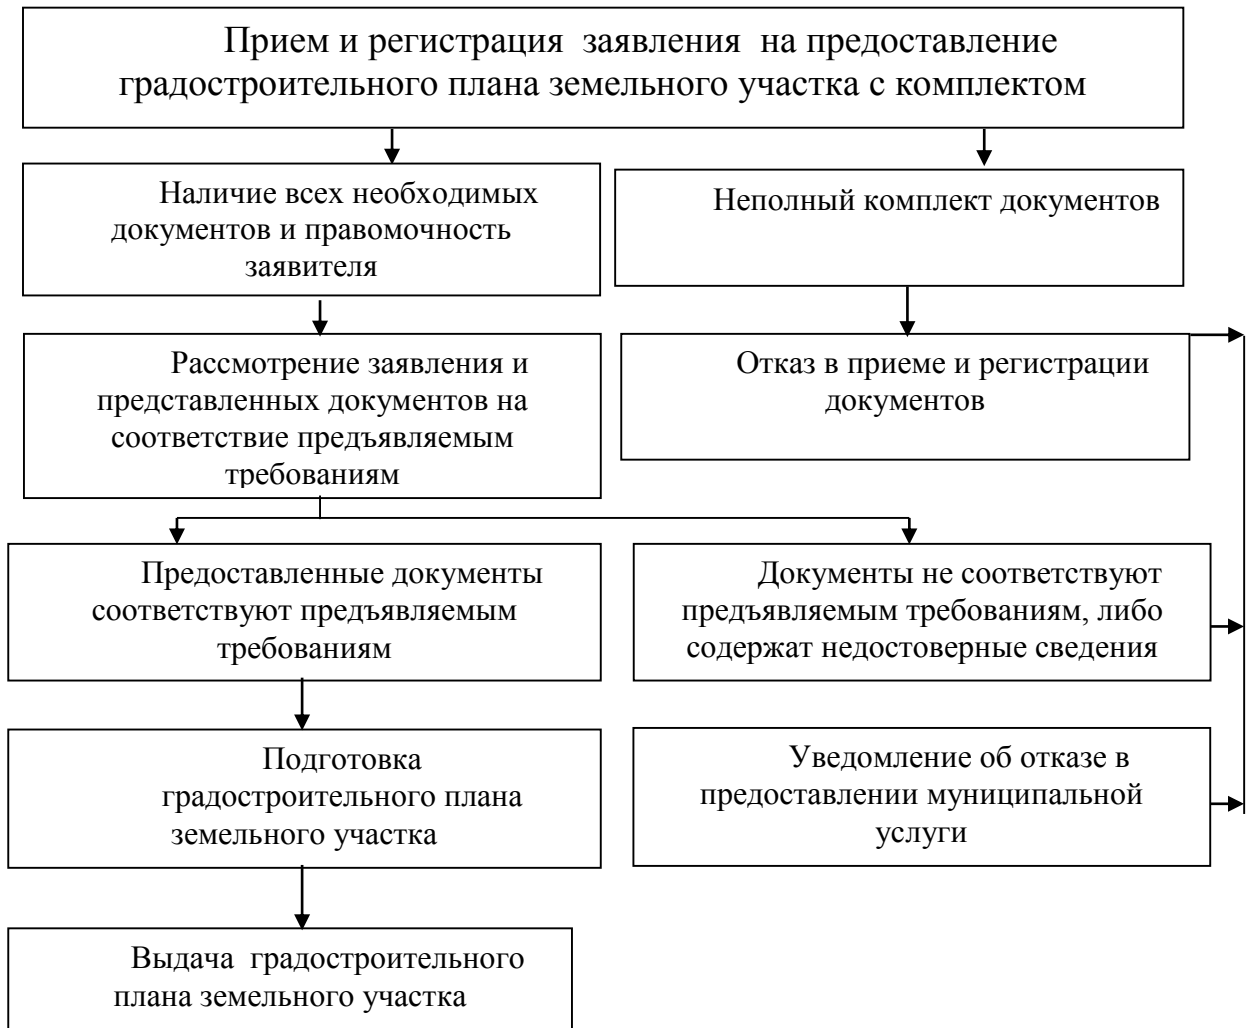 Прием и регистрация заявления на предоставление
градостроительного плана земельного участка с комплектом
Наличие всех необходимых
документов и правомочность
заявителя
Неполный комплект документов
Рассмотрение заявления и
представленных документов на
соответствие предъявляемым
требованиям
Отказ в приеме и регистрации
документов
Предоставленные документы
соответствуют предъявляемым
требованиям
Документы не соответствуют
предъявляемым требованиям, либо
содержат недостоверные сведения
Подготовка
градостроительного плана
земельного участка
Уведомление об отказе в
предоставлении муниципальной
услуги
Выдача градостроительного
плана земельного участка